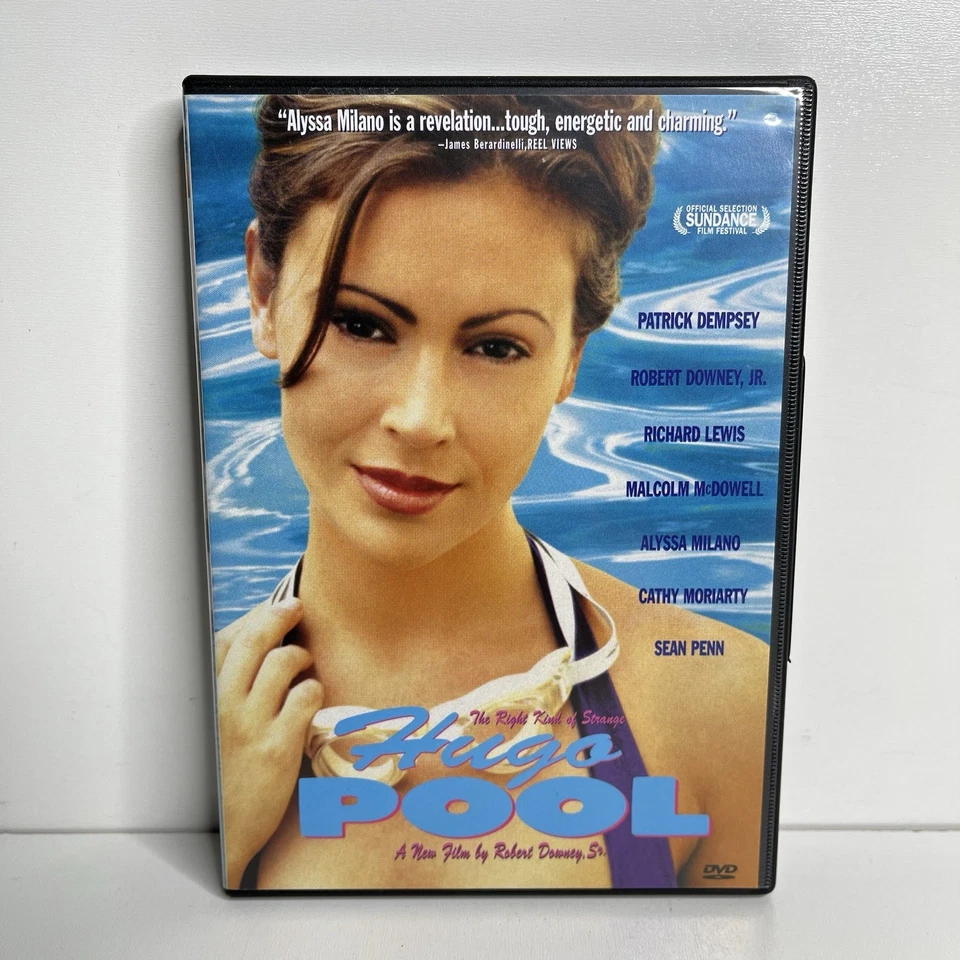 “Alyssa Milano is a revelation...tough, energetic and charming.”
–James Berardinelli, REEL VIEWS
OFFICIAL SELECTION
SUNDANCE
FILM FESTIVAL
PATRICK DEMPSEY
ROBERT DOWNEY, JR.
RICHARD LEWIS
MALCOLM McDOWELL
ALYSSA MILANO
CATHY MORIARTY
SEAN PENN
The Right Kind of Strange
Hugo
POOL
A New Film by Robert Downey, Sr.
DVD